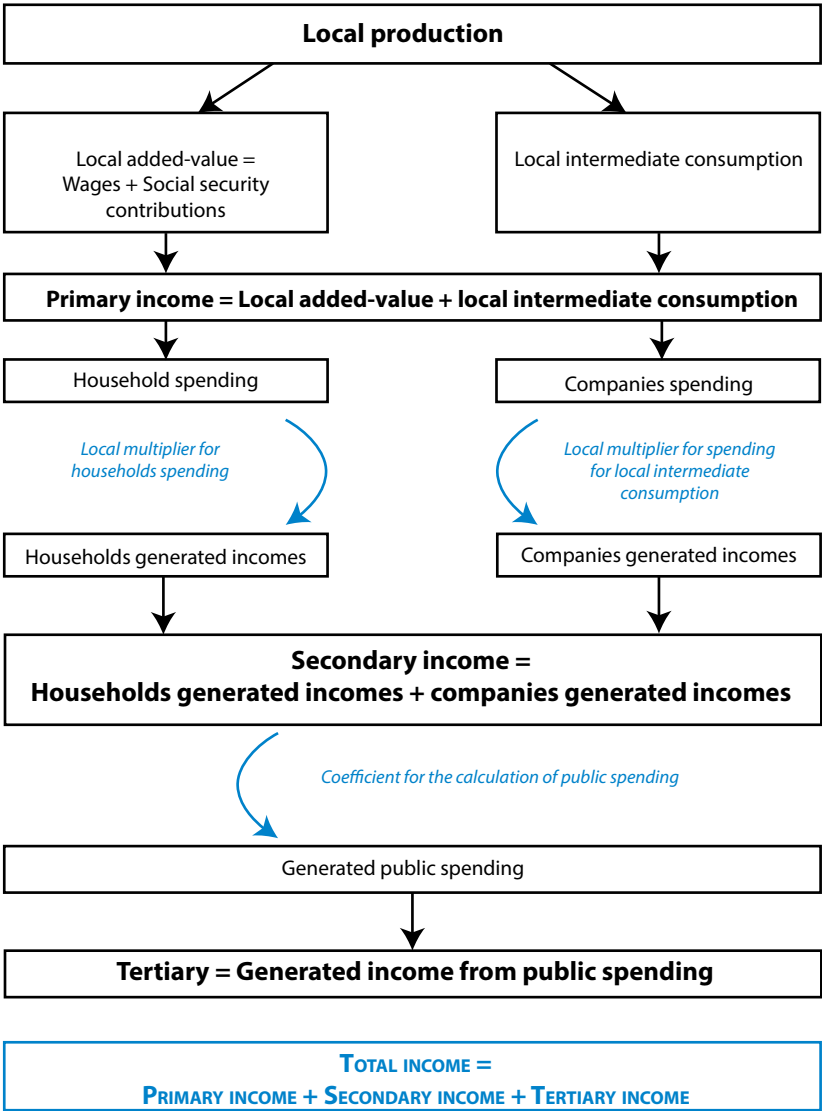 Local production
Local added-value =
Wages + Social security
contributions
Local intermediate consumption
Primary income = Local added-value + local intermediate consumption
Household spending
Companies spending
Local multiplier for
households spending
Local multiplier for spending
for local intermediate
consumption
Households generated incomes
Companies generated incomes
Secondary income =
Households generated incomes + companies generated incomes
Coefficient for the calculation of public spending
Generated public spending
Tertiary = Generated income from public spending
Total income =
Primary income + Secondary income + Tertiary income